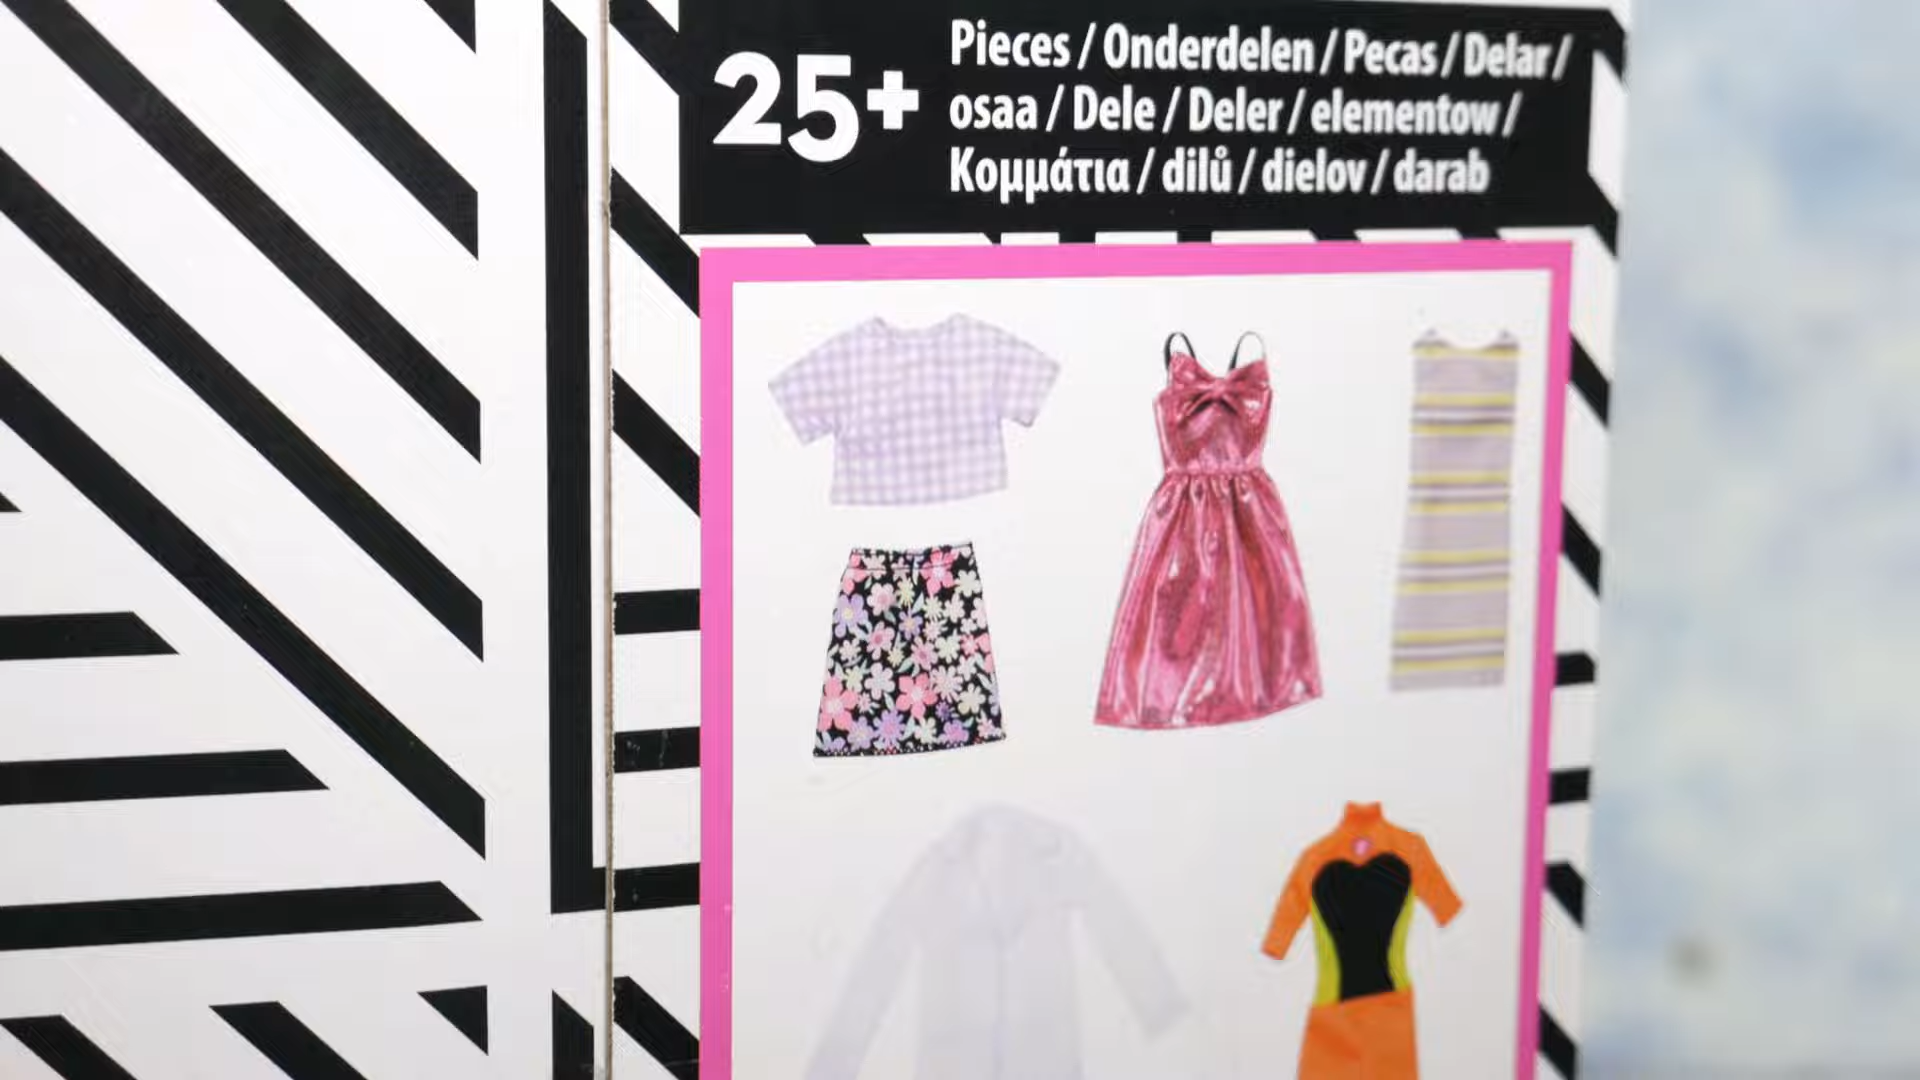 25+
Pieces / Onderdelen / Pecas / Delar /
osaa / Dele / Deler / elementow /
Κομμάτια / dilů / dielov / darab